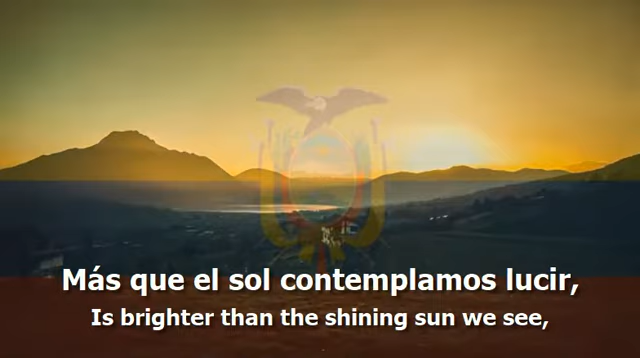 Más que el sol contemplamos lucir,
Is brighter than the shining sun we see,